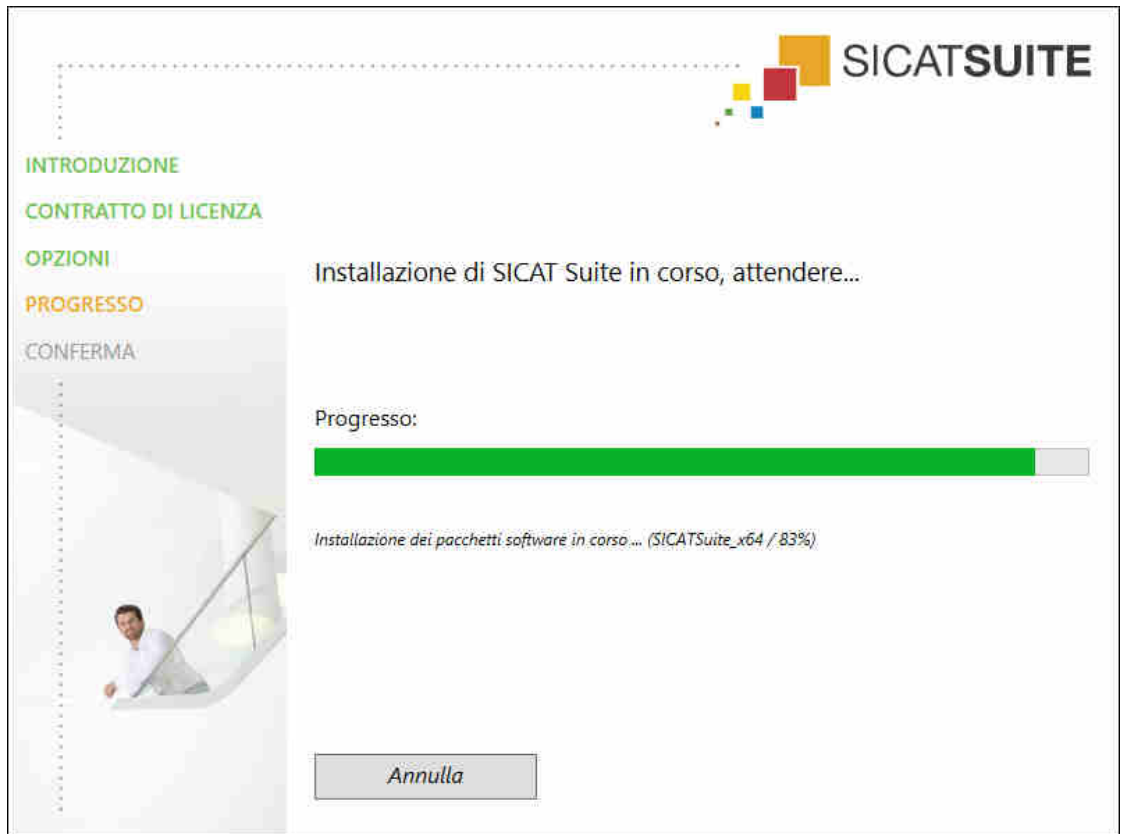 SICATSUITE
INTRODUZIONE
CONTRATTO DI LICENZA
OPZIONI
PROGRESSO
CONFERMA
Installazione di SICAT Suite in corso, attendere...
Progresso:
Installazione dei pacchetti software in corso ... (SICATSuite_x64 / 83%)
Annulla